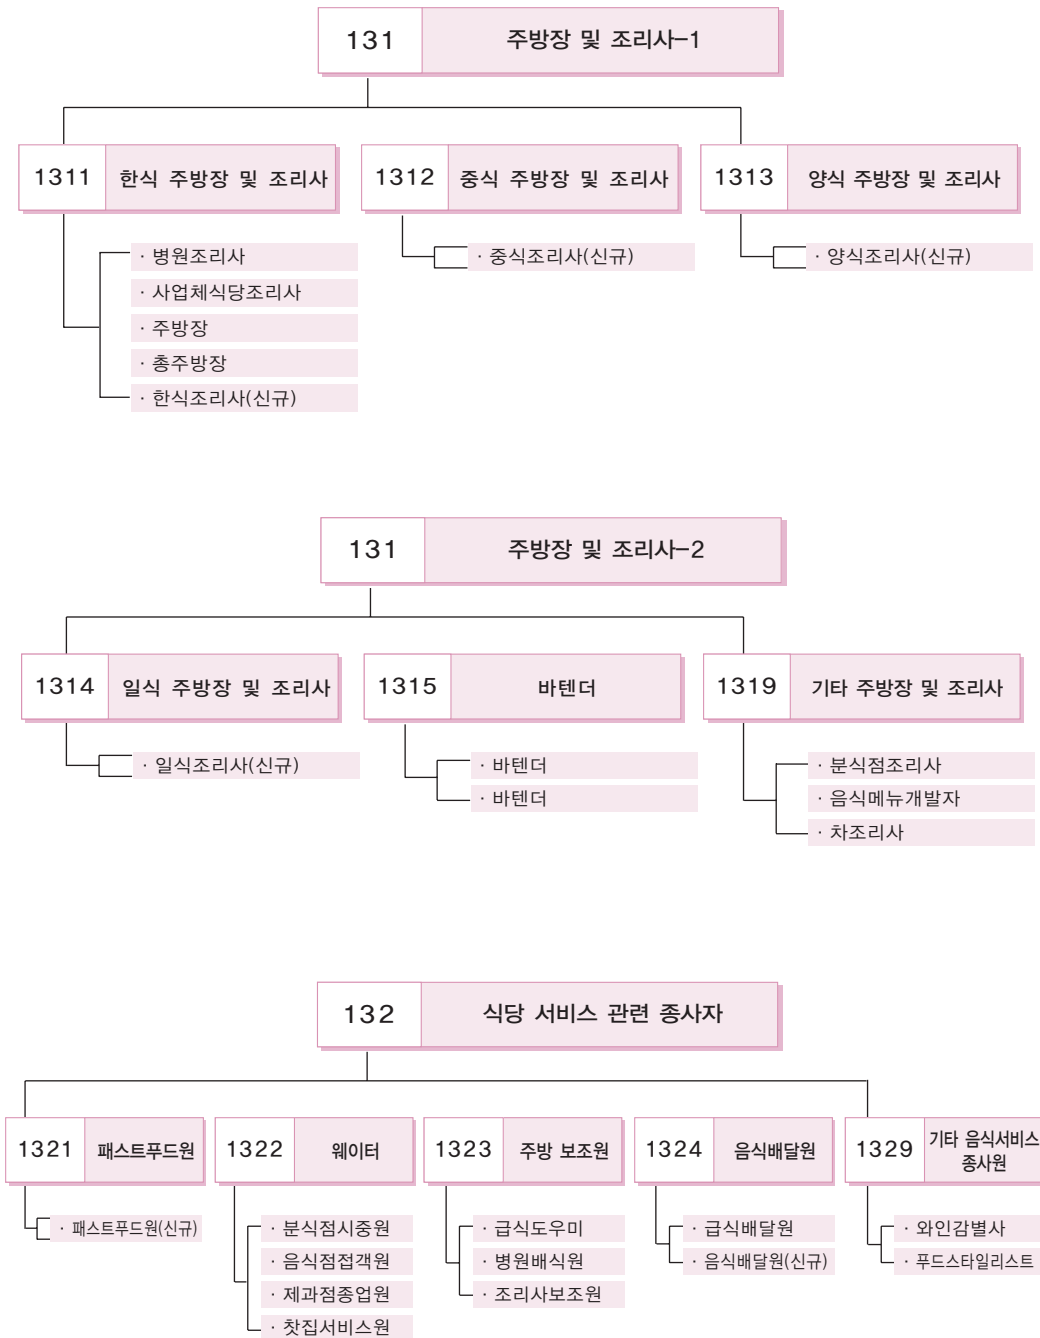 131 주방장 및 조리사-1
1311 한식 주방장 및 조리사
· 병원조리사
· 사업체식당조리사
· 주방장
· 총주방장
· 한식조리사(신규)
1312 중식 주방장 및 조리사
· 중식조리사(신규)
1313 양식 주방장 및 조리사
· 양식조리사(신규)
131 주방장 및 조리사-2
1314 일식 주방장 및 조리사
· 일식조리사(신규)
1315 바텐더
· 바텐더
· 바텐더
1319 기타 주방장 및 조리사
· 분식점조리사
· 음식메뉴개발자
· 차조리사
132 식당 서비스 관련 종사자
1321 패스트푸드원
· 패스트푸드원(신규)
1322 웨이터
· 분식점시중원
· 음식점접객원
· 제과점종업원
· 찻집서비스원
1323 주방 보조원
· 급식도우미
· 병원배식원
· 조리사보조원
1324 음식배달원
· 급식배달원
· 음식배달원(신규)
1329 기타 음식서비스
종사원
· 와인감별사
· 푸드스타일리스트